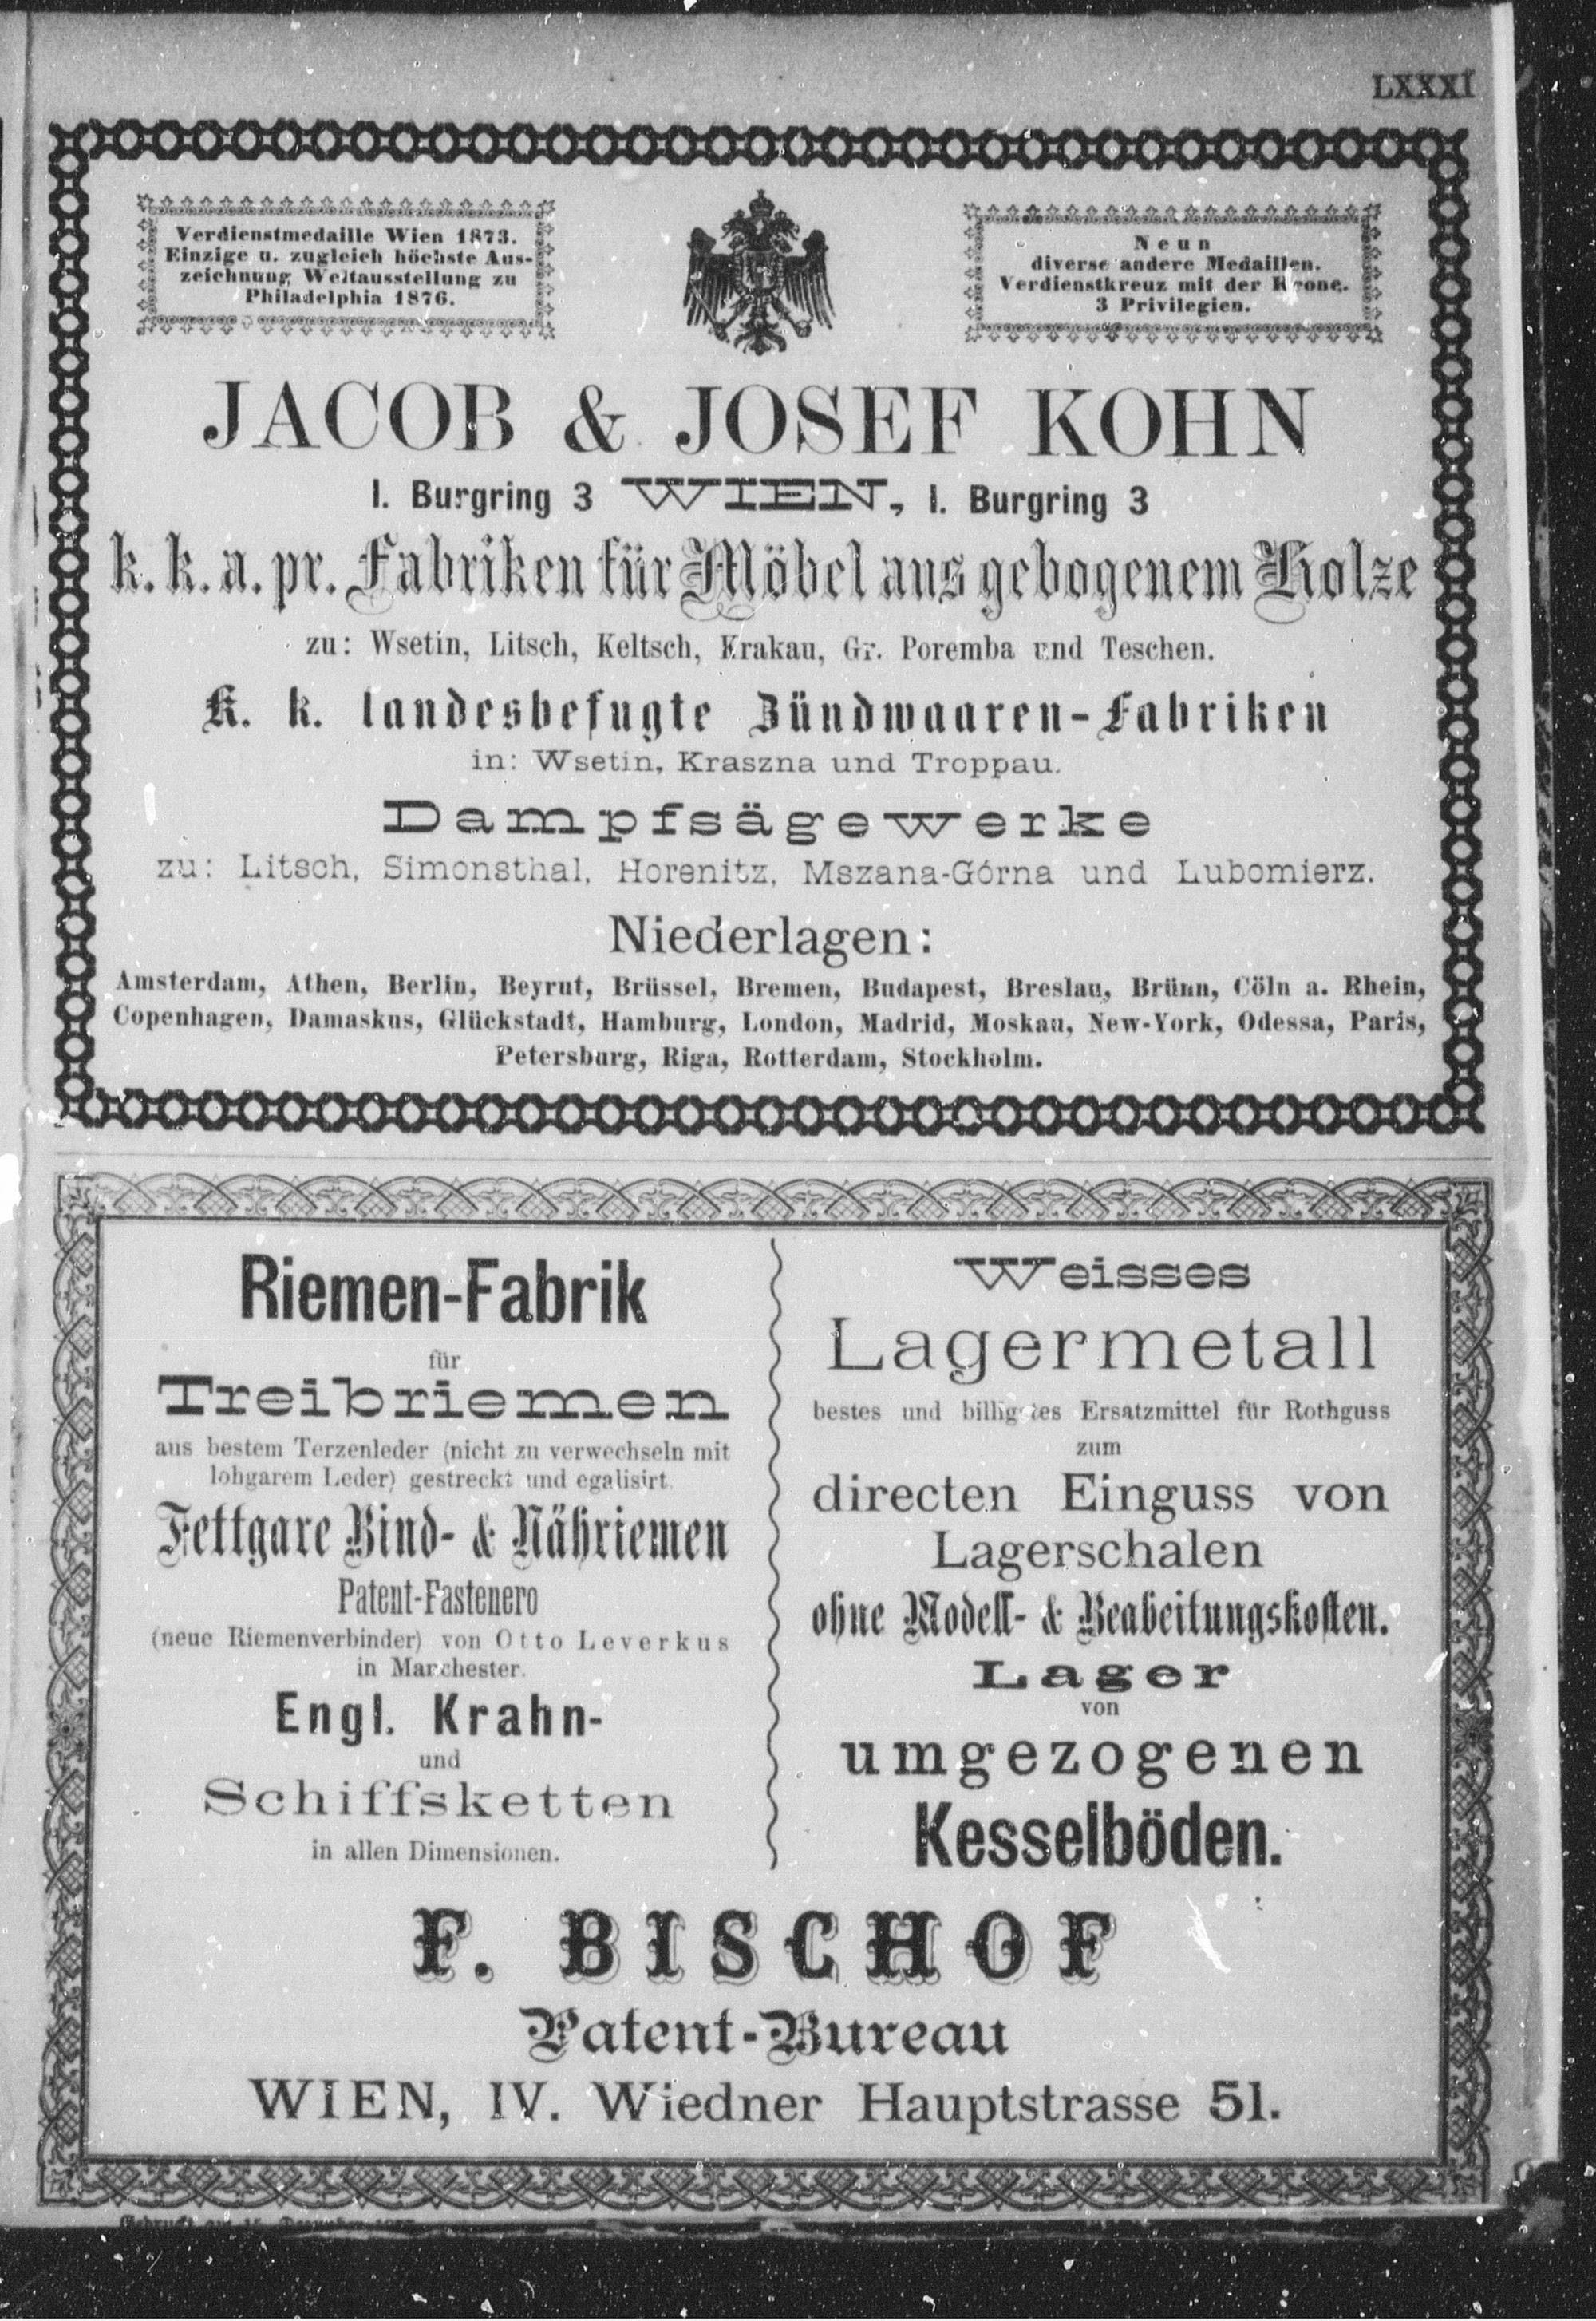 LXXXI
Verdienstmedaille Wien 1873.
Einzige u. zugleich höchste Aus-
zeichnung Weltausstellung zu
Philadelphia 1876.
Neun
diverse andere Medaillen.
Verdienstkreuz mit der Krone.
3 Privilegien.
JACOB & JOSEF KOHN
I. Burgring 3 WIEN, I. Burgring 3
k. k. a. pr. Fabriken für Möbel aus gebogenem Holze
zu: Wsetin, Litsch, Keltsch, Krakau, Gr. Poremba und Teschen.
K. k. landesbefugte Zündwaaren-Fabriken
in: Wsetin, Kraszna und Troppau.
Dampfsägewerke
zu: Litsch, Simonsthal, Horenitz, Mszana-Górna und Lubomierz.
Niederlagen:
Amsterdam, Athen, Berlin, Beyrut, Brüssel, Bremen, Budapest, Breslau, Brünn, Cöln a. Rhein,
Copenhagen, Damaskus, Glückstadt, Hamburg, London, Madrid, Moskau, New-York, Odessa, Paris,
Petersburg, Riga, Rotterdam, Stockholm.
Riemen-Fabrik
für
Treibriemen
aus bestem Terzenleder (nicht zu verwechseln mit
lohgarem Leder) gestreckt und egalisirt.
Fettgare Bind- & Nähriemen
Patent-Fastenero
(neue Riemenverbinder) von Otto Leverkus
in Manchester.
Engl. Krahn-
und
Schiffsketten
in allen Dimensionen.
Weisses
Lagermetall
bestes und billigstes Ersatzmittel für Rothguss
zum
directen Einguss von
Lagerschalen
ohne Modell- & Beabeitungskosten.
Lager
von
umgezogenen
Kesselböden.
F. BISCHOF
Patent-Bureau
WIEN, IV. Wiedner Hauptstrasse 51.